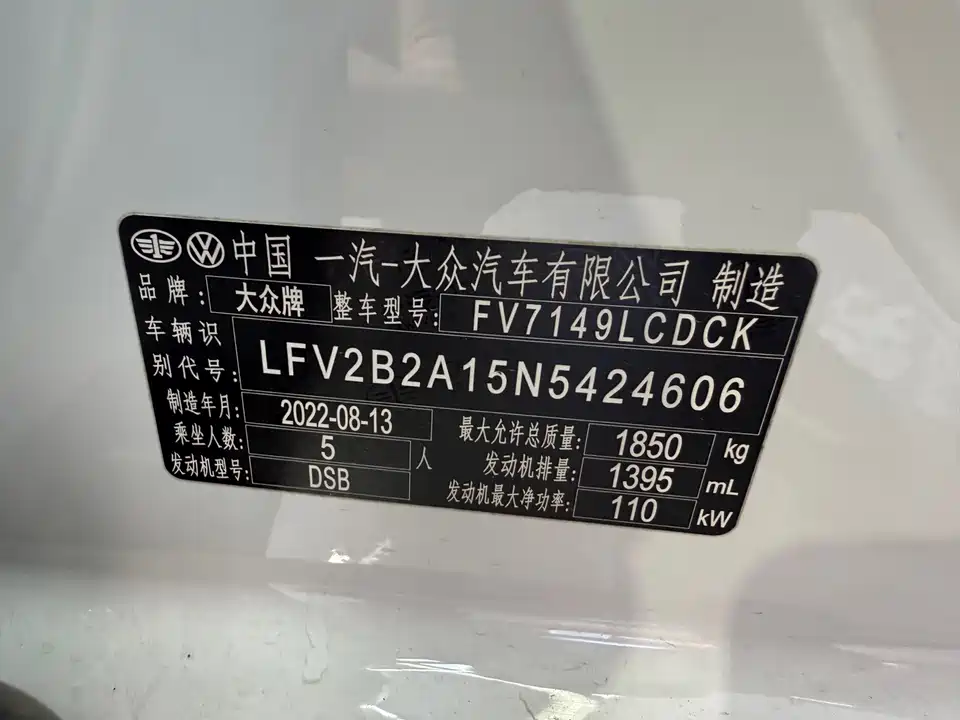 中国 一汽-大众汽车有限公司 制造
品牌: 大众牌 整车型号: FV7149LCDCK
车辆识别代号: LFV2B2A15N5424606
制造年月: 2022-08-13 最大允许总质量: 1850 kg
乘坐人数: 5 人 发动机排量: 1395 mL
发动机型号: DSB 发动机最大净功率: 110 kW